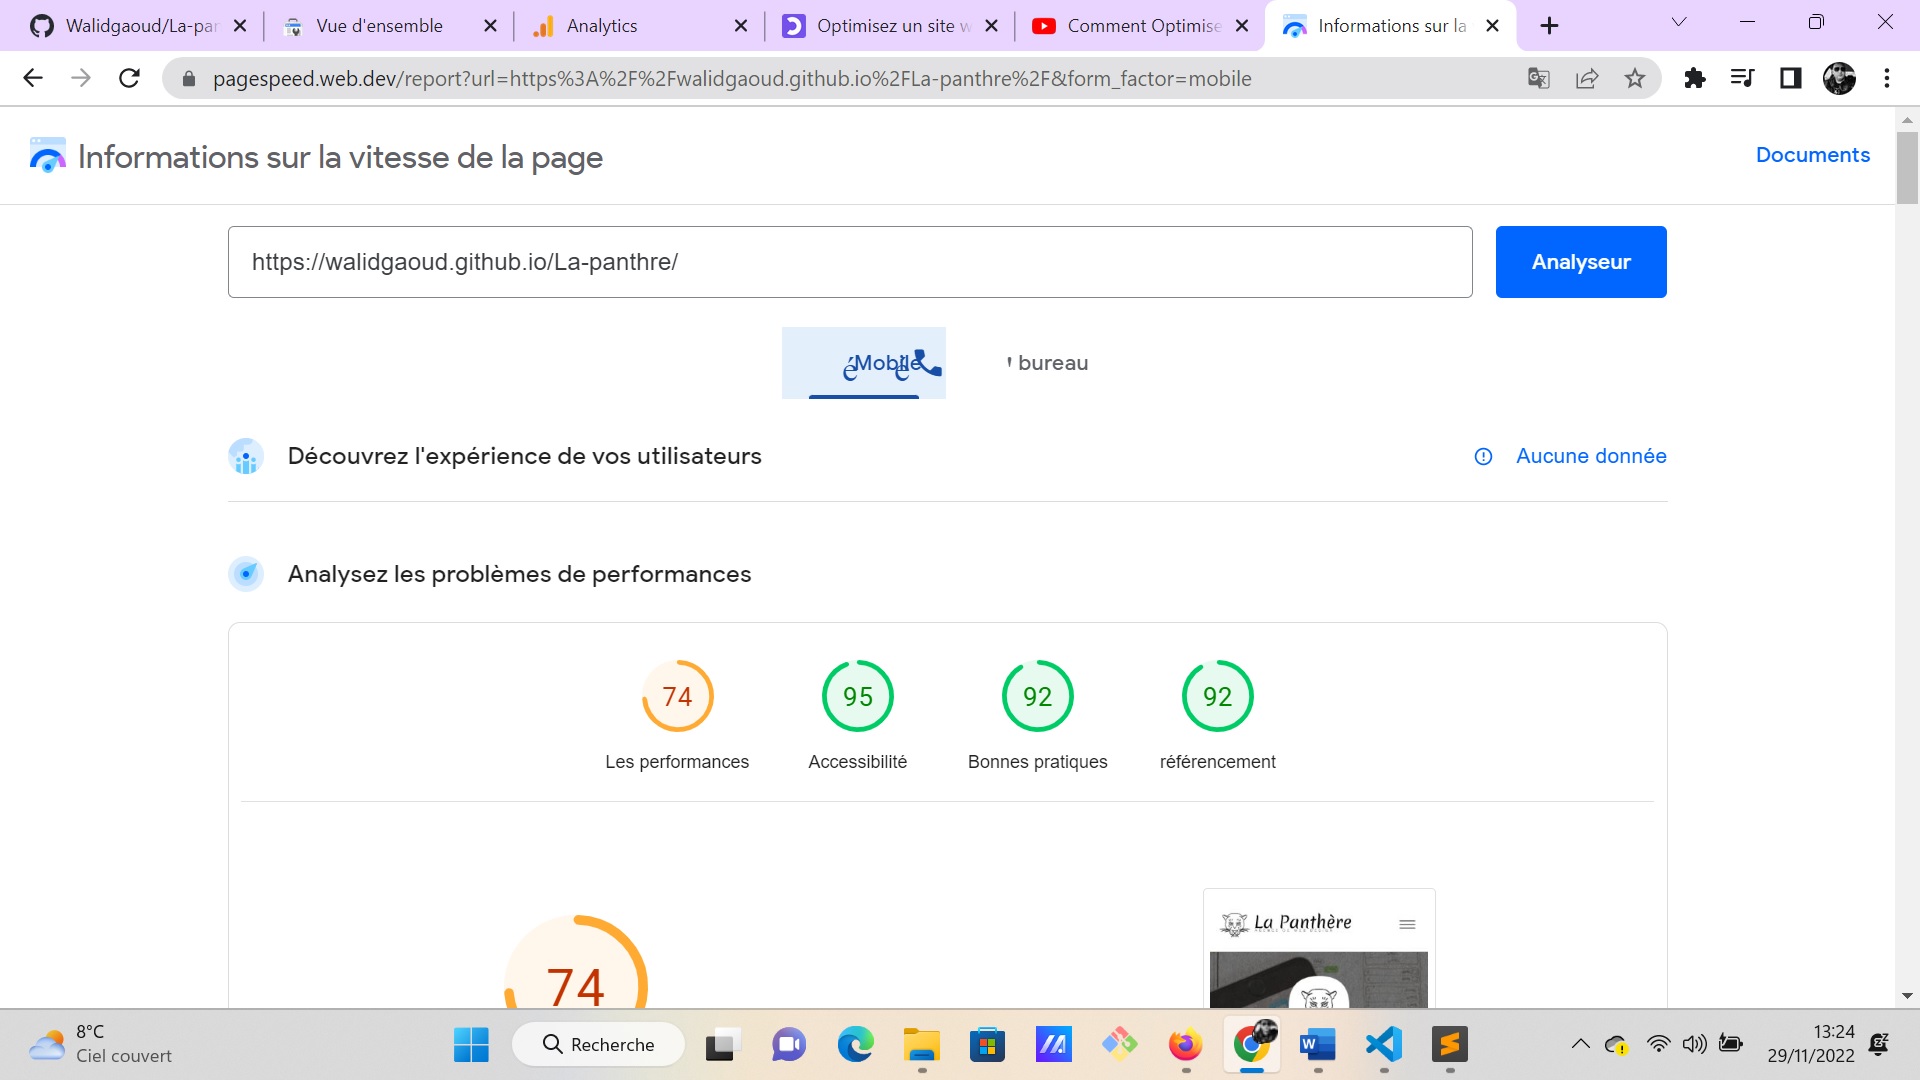 Walidgaoud/La-par
Vue d'ensemble
Analytics
Optimisez un site w
Comment Optimise
Informations sur la
pagespeed.web.dev/report?url=https%3A%2F%2Fwalidgaoud.github.io%2FLa-panthre%2F&form_factor=mobile
Informations sur la vitesse de la page
Documents
https://walidgaoud.github.io/La-panthre/
Analyseur
Mobile
' bureau
Découvrez l'expérience de vos utilisateurs
Aucune donnée
Analysez les problèmes de performances
74
95
92
92
Les performances
Accessibilité
Bonnes pratiques
référencement
74
La Panthère
8°C
Ciel couvert
Recherche
13:24
29/11/2022